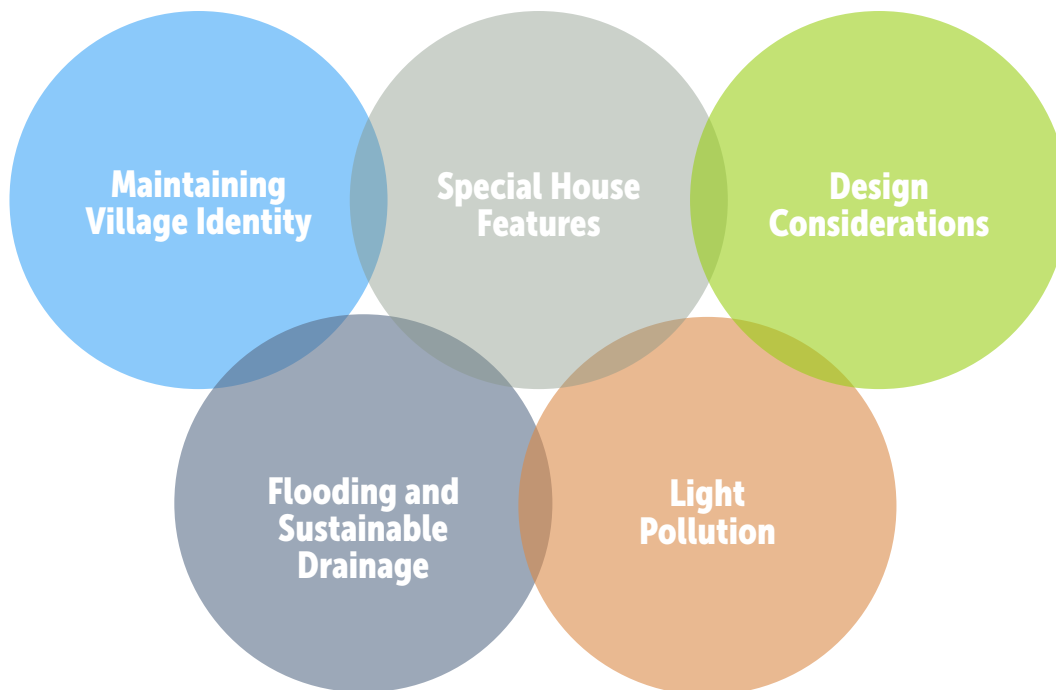 Maintaining
Village Identity
Special House
Features
Design
Considerations
Flooding and
Sustainable
Drainage
Light
Pollution